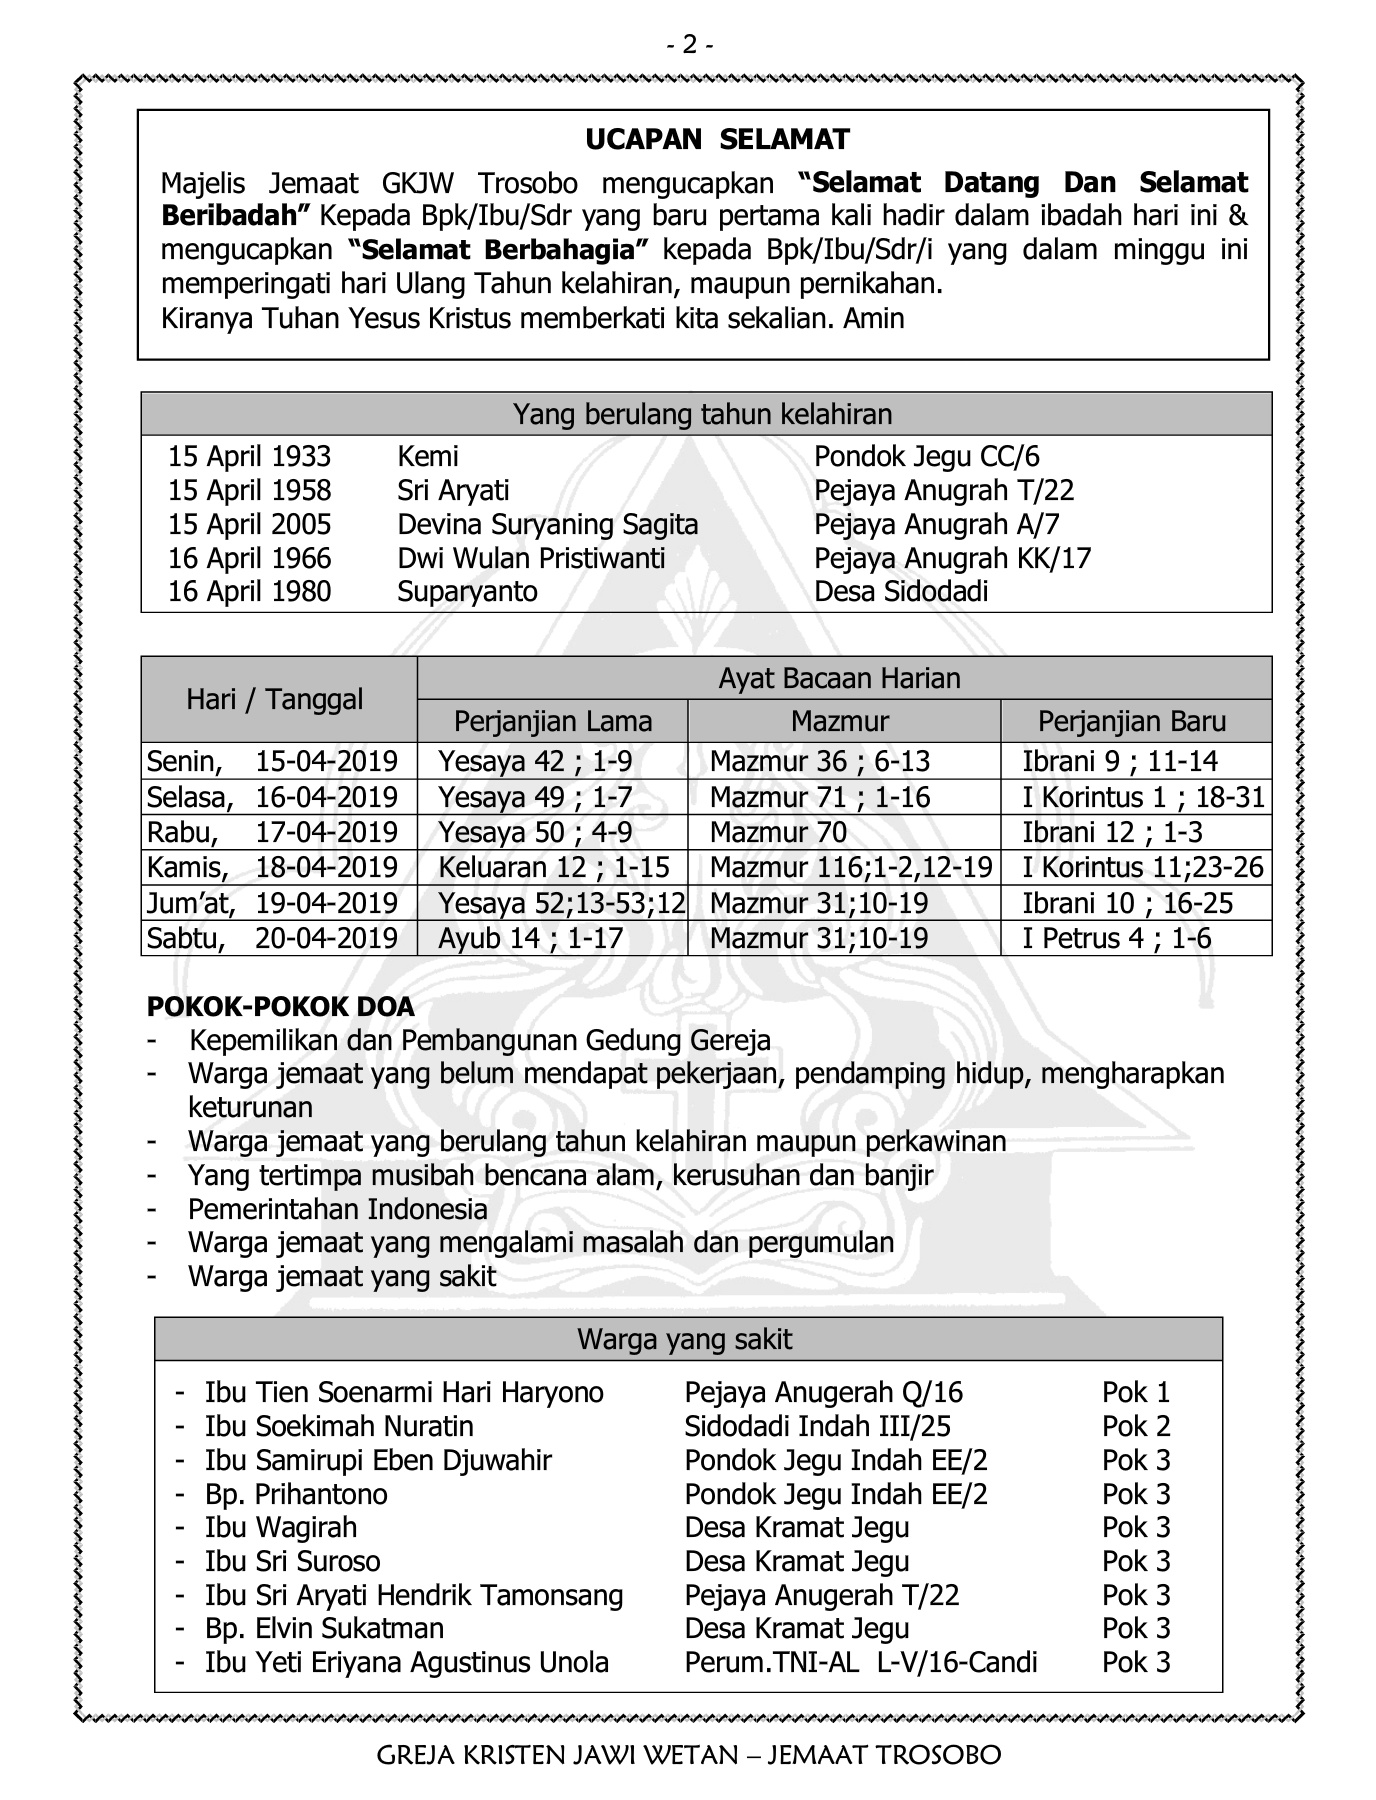 - 2 -
UCAPAN SELAMAT
Majelis Jemaat GKJW Trosobo mengucapkan “Selamat Datang Dan Selamat
Beribadah” Kepada Bpk/Ibu/Sdr yang baru pertama kali hadir dalam ibadah hari ini &
mengucapkan “Selamat Berbahagia” kepada Bpk/Ibu/Sdr/i yang dalam minggu ini
memperingati hari Ulang Tahun kelahiran, maupun pernikahan.
Kiranya Tuhan Yesus Kristus memberkati kita sekalian. Amin
Yang berulang tahun kelahiran
15 April 1933 Kemi Pondok Jegu CC/6
15 April 1958 Sri Aryati Pejaya Anugrah T/22
15 April 2005 Devina Suryaning Sagita Pejaya Anugrah A/7
16 April 1966 Dwi Wulan Pristiwanti Pejaya Anugrah KK/17
16 April 1980 Suparyanto Desa Sidodadi
Hari / Tanggal Ayat Bacaan Harian
Perjanjian Lama Mazmur Perjanjian Baru
Senin, 15-04-2019 Yesaya 42 ; 1-9 Mazmur 36 ; 6-13 Ibrani 9 ; 11-14
Selasa, 16-04-2019 Yesaya 49 ; 1-7 Mazmur 71 ; 1-16 I Korintus 1 ; 18-31
Rabu, 17-04-2019 Yesaya 50 ; 4-9 Mazmur 70 Ibrani 12 ; 1-3
Kamis, 18-04-2019 Keluaran 12 ; 1-15 Mazmur 116;1-2,12-19 I Korintus 11;23-26
Jum’at, 19-04-2019 Yesaya 52;13-53;12 Mazmur 31;10-19 Ibrani 10 ; 16-25
Sabtu, 20-04-2019 Ayub 14 ; 1-17 Mazmur 31;10-19 I Petrus 4 ; 1-6
POKOK-POKOK DOA
- Kepemilikan dan Pembangunan Gedung Gereja
- Warga jemaat yang belum mendapat pekerjaan, pendamping hidup, mengharapkan
keturunan
- Warga jemaat yang berulang tahun kelahiran maupun perkawinan
- Yang tertimpa musibah bencana alam, kerusuhan dan banjir
- Pemerintahan Indonesia
- Warga jemaat yang mengalami masalah dan pergumulan
- Warga jemaat yang sakit
Warga yang sakit
- Ibu Tien Soenarmi Hari Haryono Pejaya Anugerah Q/16 Pok 1
- Ibu Soekimah Nuratin Sidodadi Indah III/25 Pok 2
- Ibu Samirupi Eben Djuwahir Pondok Jegu Indah EE/2 Pok 3
- Bp. Prihantono Pondok Jegu Indah EE/2 Pok 3
- Ibu Wagirah Desa Kramat Jegu Pok 3
- Ibu Sri Suroso Desa Kramat Jegu Pok 3
- Ibu Sri Aryati Hendrik Tamonsang Pejaya Anugerah T/22 Pok 3
- Bp. Elvin Sukatman Desa Kramat Jegu Pok 3
- Ibu Yeti Eriyana Agustinus Unola Perum.TNI-AL L-V/16-Candi Pok 3
GREJA KRISTEN JAWI WETAN – JEMAAT TROSOBO